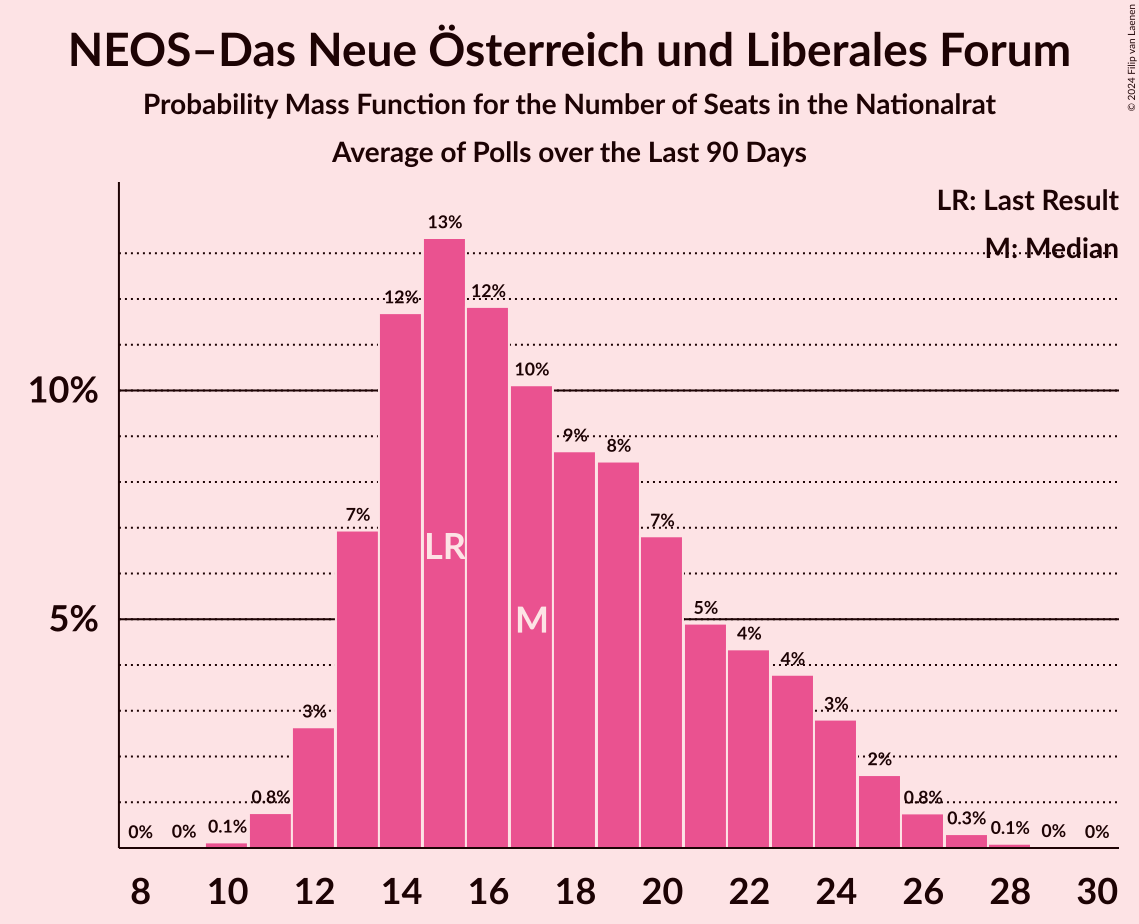 NEOS–Das Neue Österreich und Liberales Forum
Probability Mass Function for the Number of Seats in the Nationalrat
Average of Polls over the Last 90 Days
© 2024 Filip van Laenen
LR: Last Result
M: Median
10%
5%
0%
0%
0.1%
0.8%
3%
7%
12%
13%
12%
10%
9%
8%
7%
5%
4%
4%
3%
2%
0.8%
0.3%
0.1%
0%
0%
LR
M
8 10 12 14 16 18 20 22 24 26 28 30